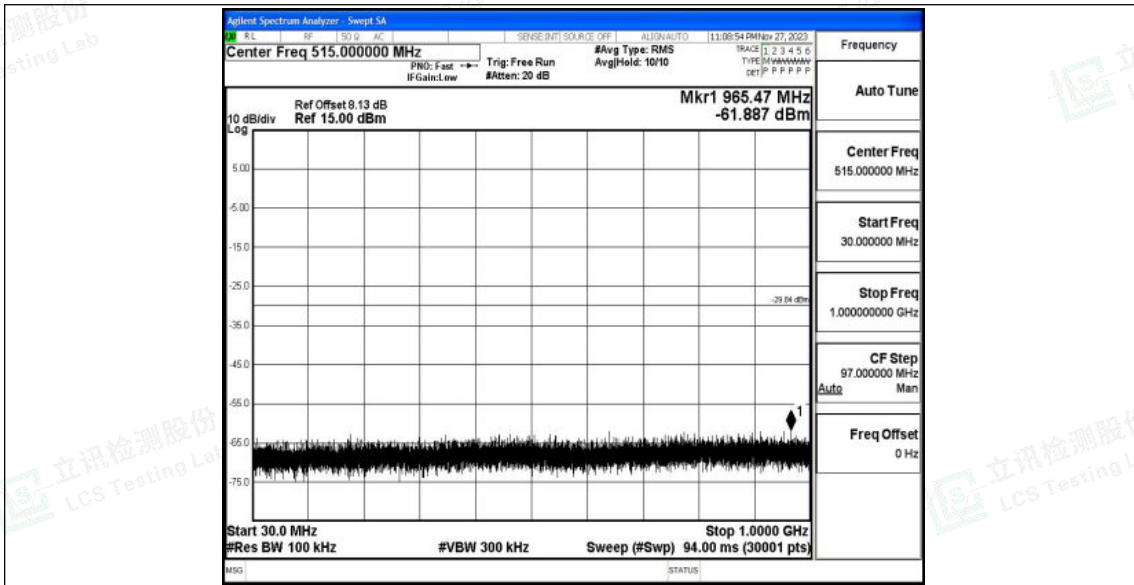 Agilent Spectrum Analyzer - Swept SA
RL RF 50 Ω AC SENSE:INT SOURCE OFF ALIGN AUTO 11:08:54 PM Nov 27, 2023
Center Freq 515.000000 MHz
PNO: Fast
IFGain:Low
Trig: Free Run
#Atten: 20 dB
#Avg Type: RMS
Avg|Hold: 10/10
TRACE 1 2 3 4 5 6
TYPE M
DET P P P P P P
Frequency
Auto Tune
Center Freq
515.000000 MHz
Start Freq
30.000000 MHz
Stop Freq
1.000000000 GHz
CF Step
97.000000 MHz
Auto Man
Freq Offset
0 Hz
Mkr1 965.47 MHz
-61.887 dBm
Ref Offset 8.13 dB
10 dB/div Ref 15.00 dBm
Log
5.00
-5.00
-15.0
-25.0
-29.84 dBm
-35.0
-45.0
-55.0
1
-65.0
-75.0
Start 30.0 MHz Stop 1.0000 GHz
#Res BW 100 kHz #VBW 300 kHz Sweep (#Swp) 94.00 ms (30001 pts)
MSG STATUS
检测股份
esting Lab
立讯检测股份
LCS Testing Lab
立讯检测股份
LCS Testing L